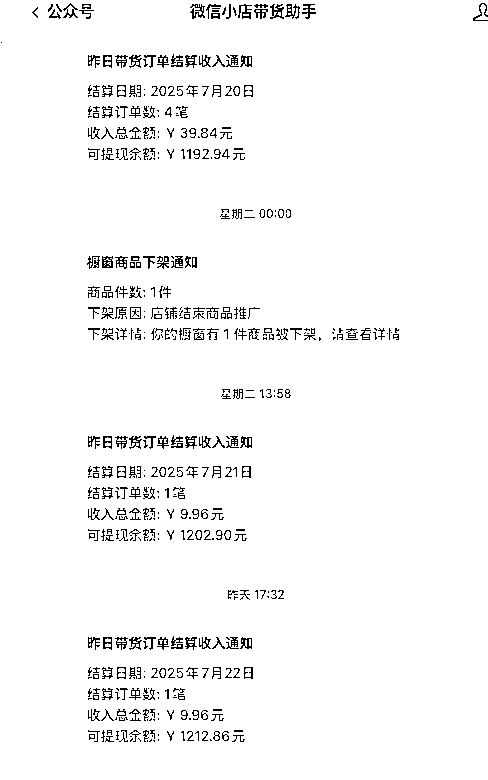 < 公众号 微信小店带货助手
昨日带货订单结算收入通知
结算日期: 2025年7月20日
结算订单数: 4笔
收入总金额: ¥ 39.84元
可提现余额: ¥ 1192.94元
星期二 00:00
橱窗商品下架通知
商品件数: 1件
下架原因: 店铺结束商品推广
下架详情: 你的橱窗有 1 件商品被下架，请查看详情
星期二 13:58
昨日带货订单结算收入通知
结算日期: 2025年7月21日
结算订单数: 1笔
收入总金额: ¥ 9.96元
可提现余额: ¥ 1202.90元
昨天 17:32
昨日带货订单结算收入通知
结算日期: 2025年7月22日
结算订单数: 1笔
收入总金额: ¥ 9.96元
可提现余额: ¥ 1212.86元